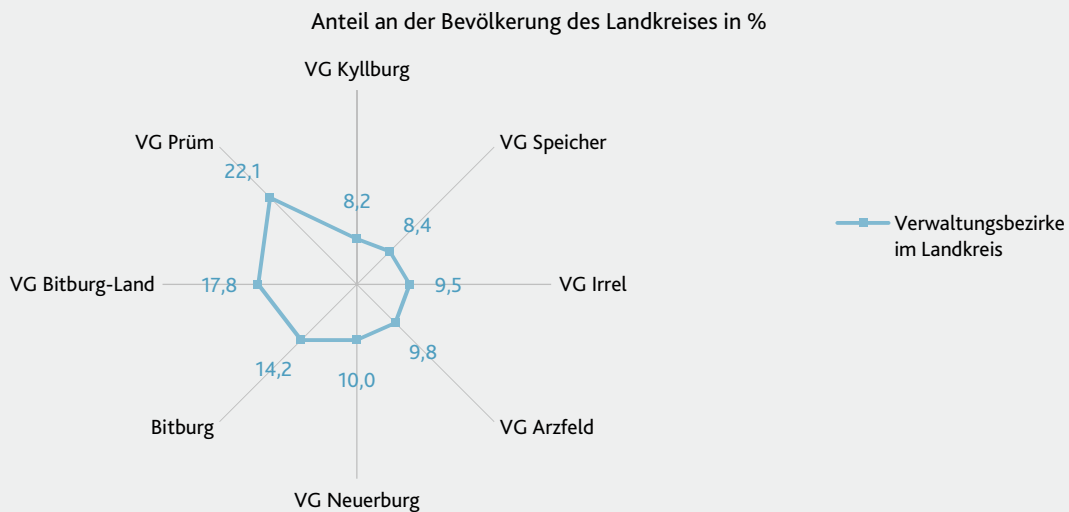 Anteil an der Bevölkerung des Landkreises in %
VG Kyllburg
VG Prüm
VG Speicher
22,1
8,2
8,4
Verwaltungsbezirke
im Landkreis
VG Bitburg-Land
17,8
9,5
VG Irrel
9,8
14,2
10,0
Bitburg
VG Arzfeld
VG Neuerburg